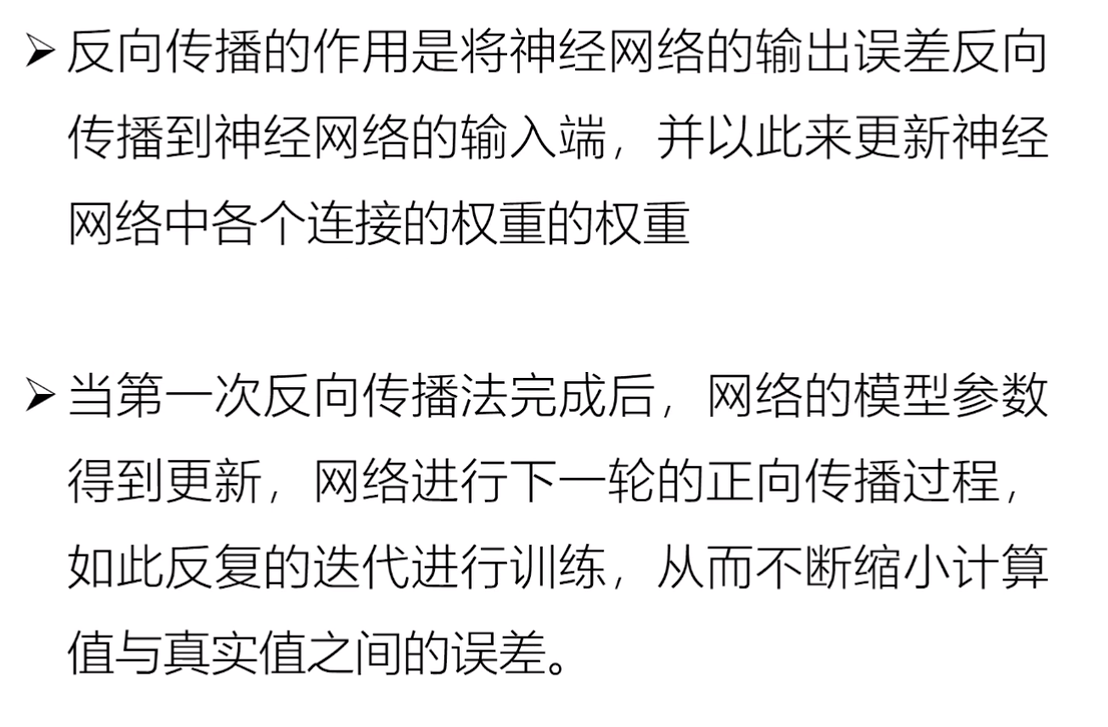 ➢ 反向传播的作用是将神经网络的输出误差反向
传播到神经网络的输入端，并以此来更新神经
网络中各个连接的权重的权重
➢ 当第一次反向传播法完成后，网络的模型参数
得到更新，网络进行下一轮的正向传播过程，
如此反复的迭代进行训练，从而不断缩小计算
值与真实值之间的误差。